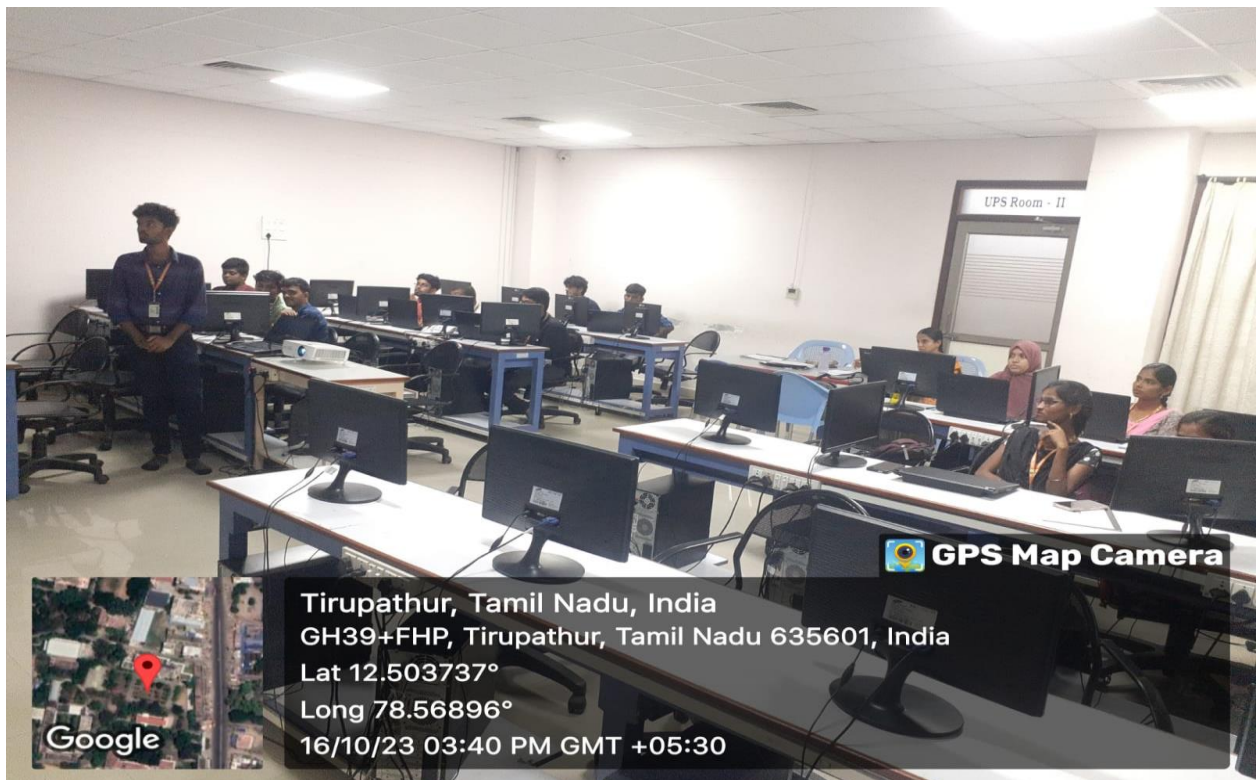 UPS Room - II
GPS Map Camera
Tirupathur, Tamil Nadu, India
GH39+FHP, Tirupathur, Tamil Nadu 635601, India
Lat 12.503737°
Long 78.56896°
16/10/23 03:40 PM GMT +05:30
Google